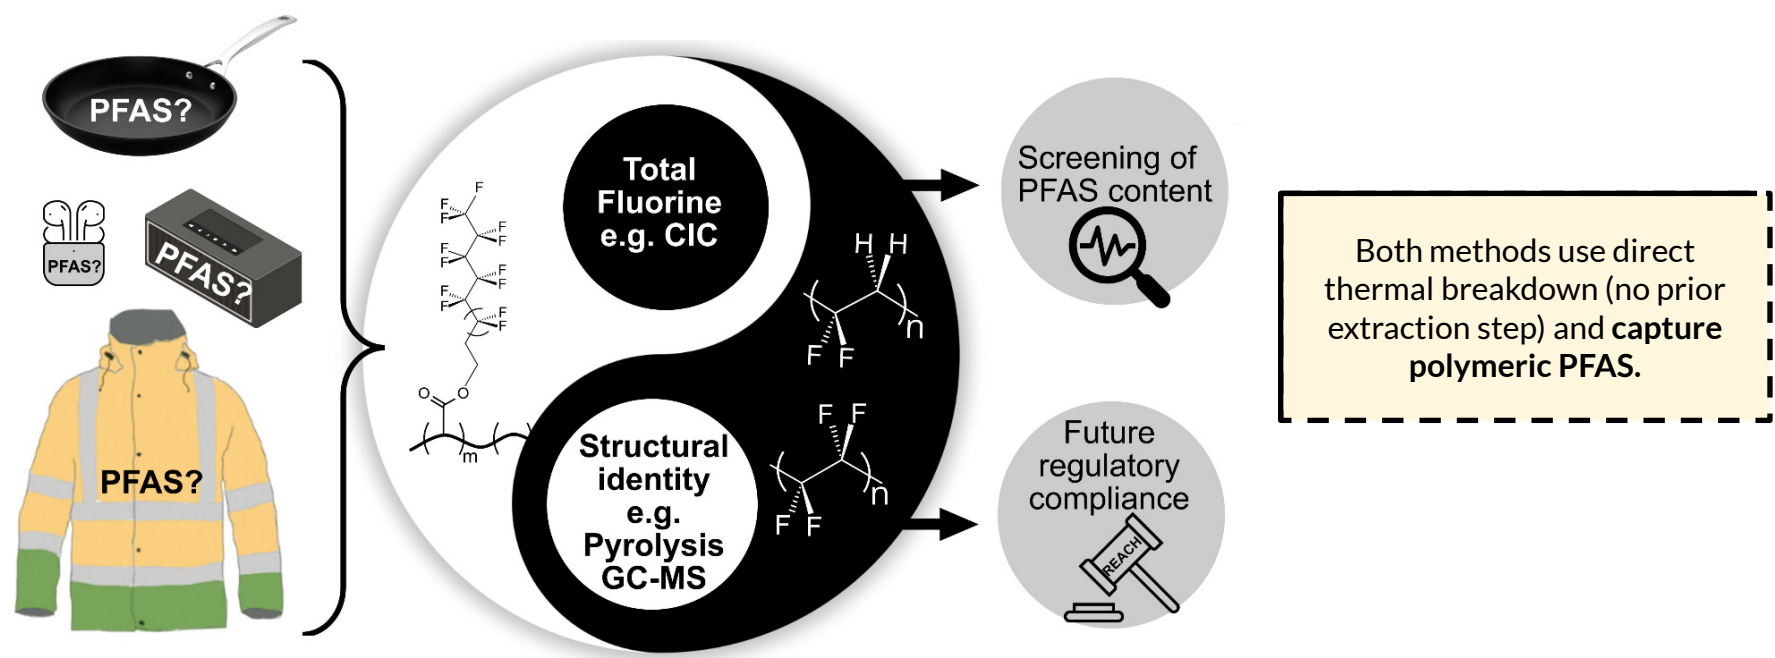 PFAS?
PFAS?
PFAS?
PFAS?
F
F
F
F
F
F
F
F
F
F
F
F
F
F
O
O
m
Total
Fluorine
e.g. CIC
Structural
identity
e.g.
Pyrolysis
GC-MS
H H
F F
n
F F
F F
n
Screening of
PFAS content
Future
regulatory
compliance
REACH
Both methods use direct
thermal breakdown (no prior
extraction step) and capture
polymeric PFAS.